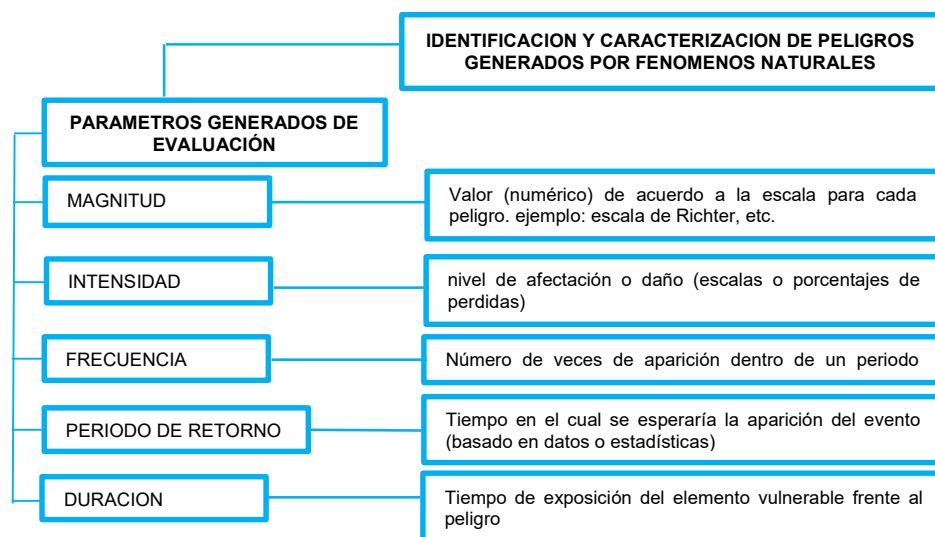 IDENTIFICACION Y CARACTERIZACION DE PELIGROS
GENERADOS POR FENOMENOS NATURALES
PARAMETROS GENERADOS DE
EVALUACIÓN
MAGNITUD
Valor (numérico) de acuerdo a la escala para cada
peligro. ejemplo: escala de Richter, etc.
INTENSIDAD
nivel de afectación o daño (escalas o porcentajes de
perdidas)
FRECUENCIA
Número de veces de aparición dentro de un periodo
PERIODO DE RETORNO
Tiempo en el cual se esperaría la aparición del evento
(basado en datos o estadísticas)
DURACION
Tiempo de exposición del elemento vulnerable frente al
peligro